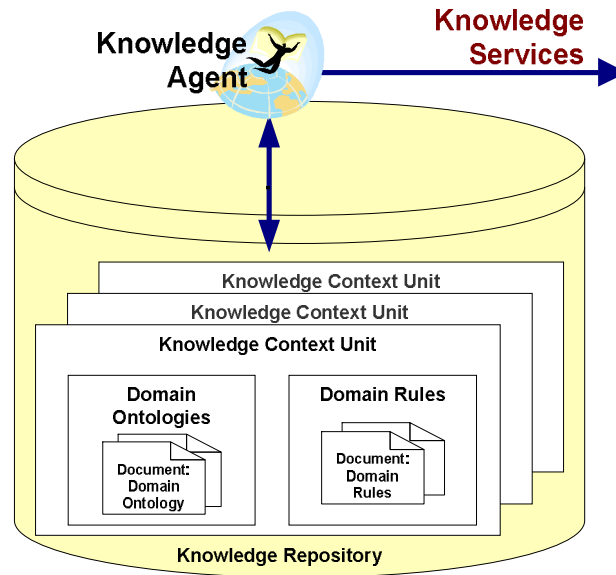 Knowledge
Agent
Knowledge
Services
Knowledge Context Unit
Knowledge Context Unit
Knowledge Context Unit
Domain
Ontologies
Document:
Domain
Ontology
Domain Rules
Document:
Domain
Rules
Knowledge Repository